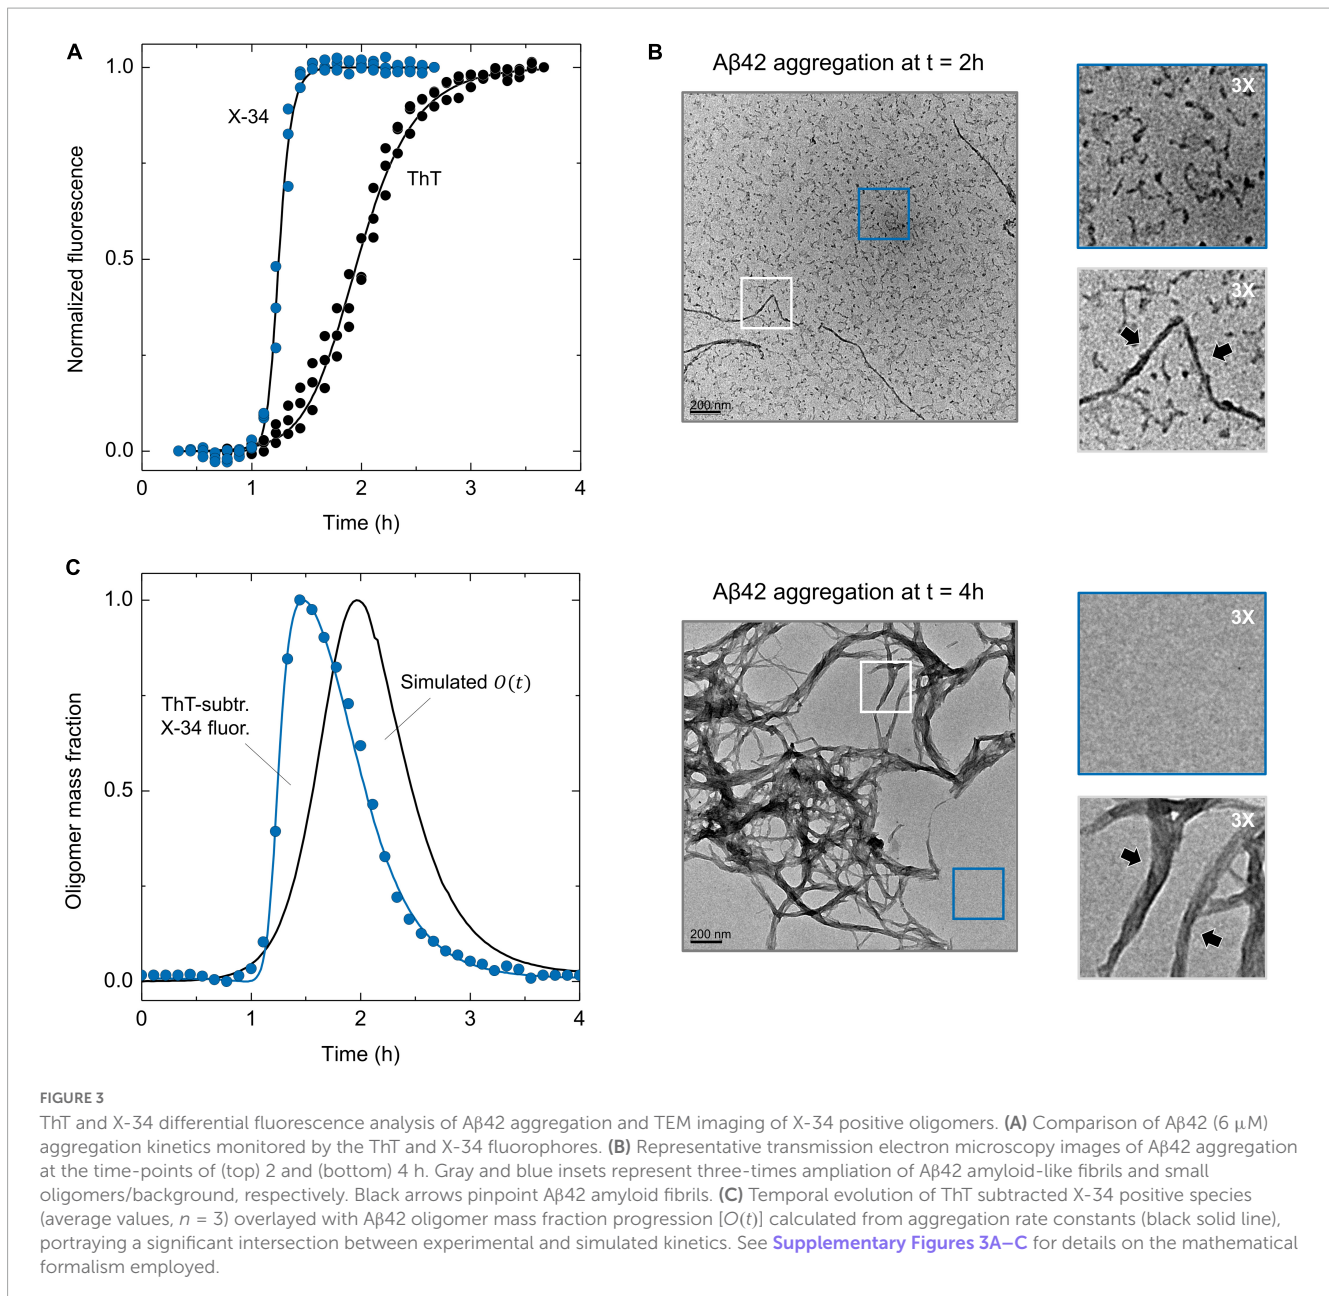 A
1.0
0.5
0.0
Normalized fluorescence
X-34
ThT
0
1
2
3
4
Time (h)
B
Aβ42 aggregation at t = 2h
200 nm
3X
3X
C
1.0
0.5
0.0
Oligomer mass fraction
ThT-subtr.
X-34 fluor.
Simulated O(t)
0
1
2
3
4
Time (h)
Aβ42 aggregation at t = 4h
200 nm
3X
3X
FIGURE 3
ThT and X-34 differential fluorescence analysis of Aβ42 aggregation and TEM imaging of X-34 positive oligomers. (A) Comparison of Aβ42 (6 μM)
aggregation kinetics monitored by the ThT and X-34 fluorophores. (B) Representative transmission electron microscopy images of Aβ42 aggregation
at the time-points of (top) 2 and (bottom) 4 h. Gray and blue insets represent three-times ampliation of Aβ42 amyloid-like fibrils and small
oligomers/background, respectively. Black arrows pinpoint Aβ42 amyloid fibrils. (C) Temporal evolution of ThT subtracted X-34 positive species
(average values, n = 3) overlayed with Aβ42 oligomer mass fraction progression [O(t)] calculated from aggregation rate constants (black solid line),
portraying a significant intersection between experimental and simulated kinetics. See Supplementary Figures 3A–C for details on the mathematical
formalism employed.